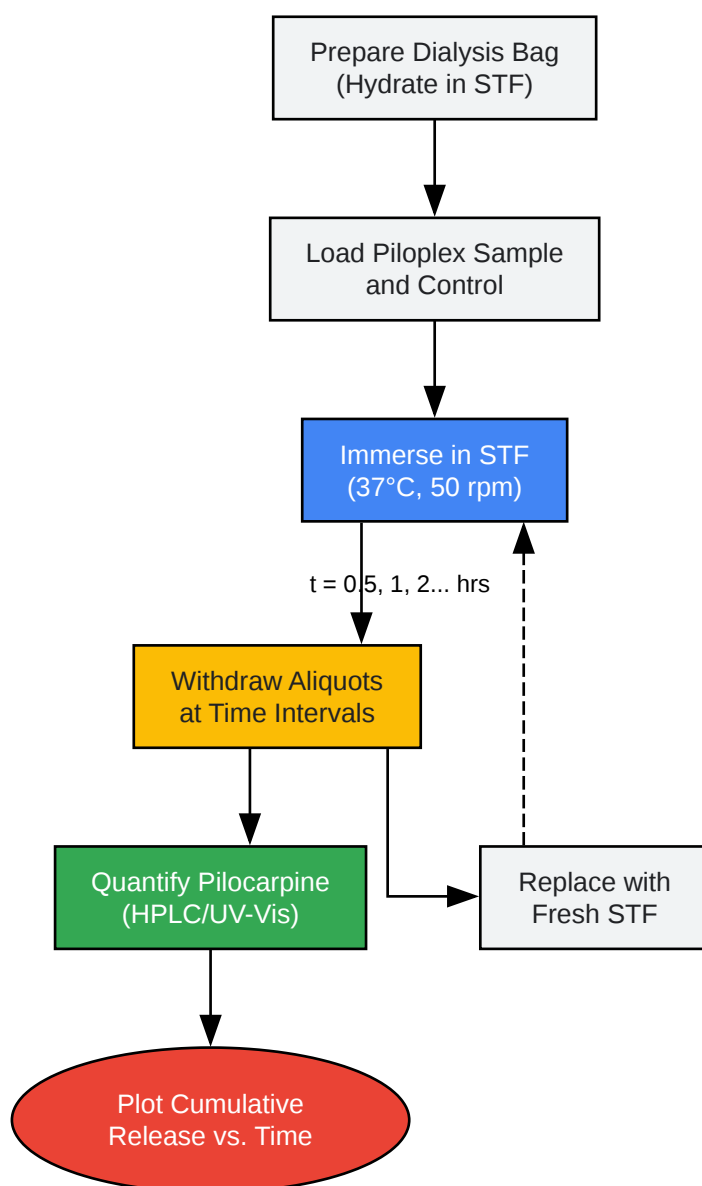 Prepare Dialysis Bag
(Hydrate in STF)
Load Piloplex Sample
and Control
Immerse in STF
(37°C, 50 rpm)
t = 0.5, 1, 2... hrs
Withdraw Aliquots
at Time Intervals
Quantify Pilocarpine
(HPLC/UV-Vis)
Replace with
Fresh STF
Plot Cumulative
Release vs. Time